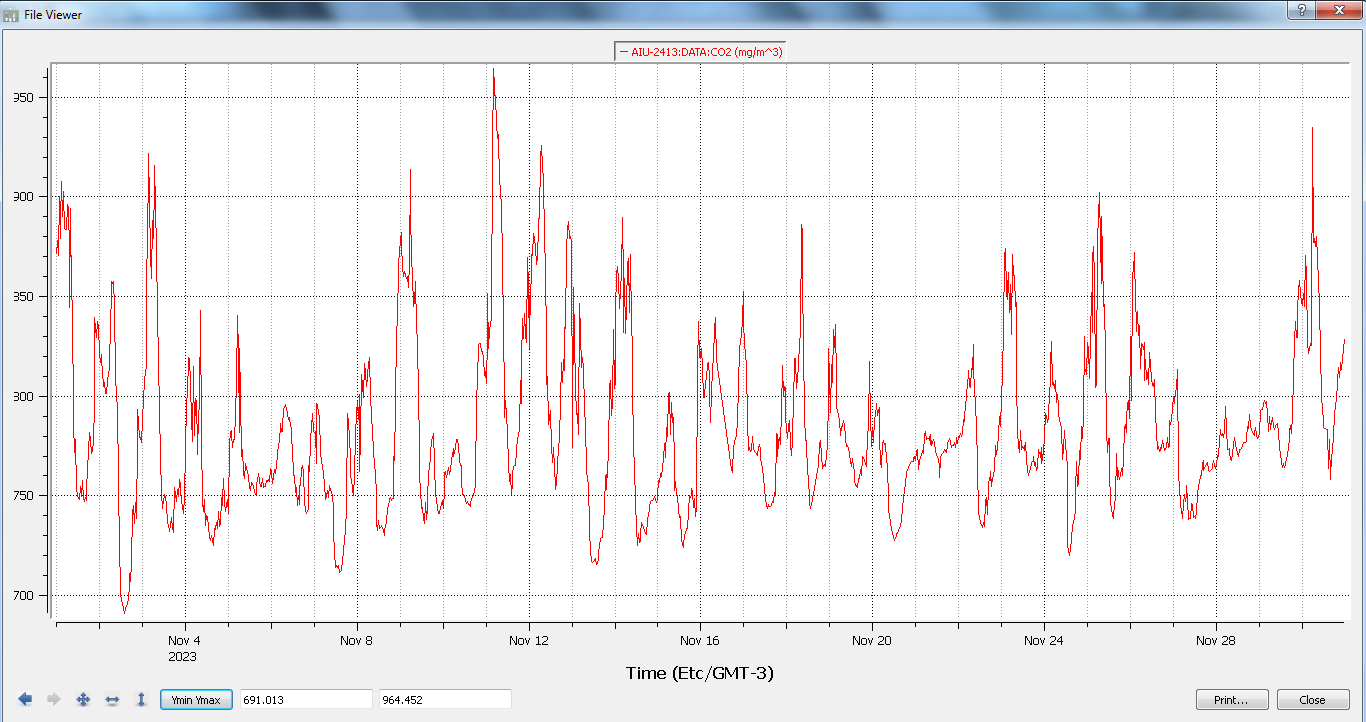 File Viewer
AIU-2413:DATA:CO2 (mg/m^3)
950
900
850
800
750
700
Nov 4 Nov 8 Nov 12 Nov 16 Nov 20 Nov 24 Nov 28
2023
Time (Etc/GMT-3)
Ymin Ymax 691.013 964.452 Print... Close